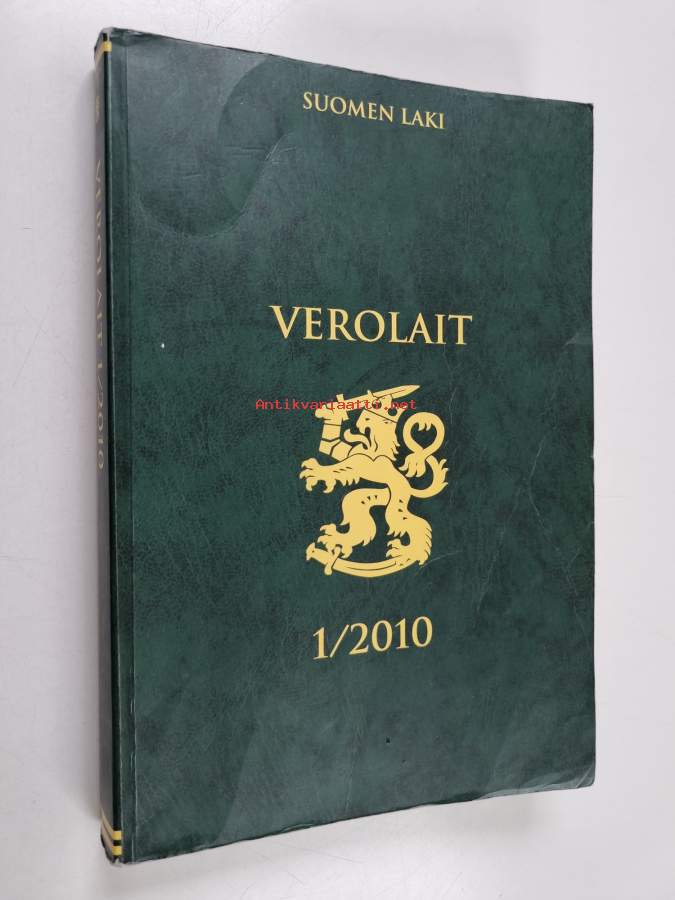 SUOMEN LAKI
VEROLAIT
Antikvariaatti.net
1/2010
VEROLAIT 1/2010